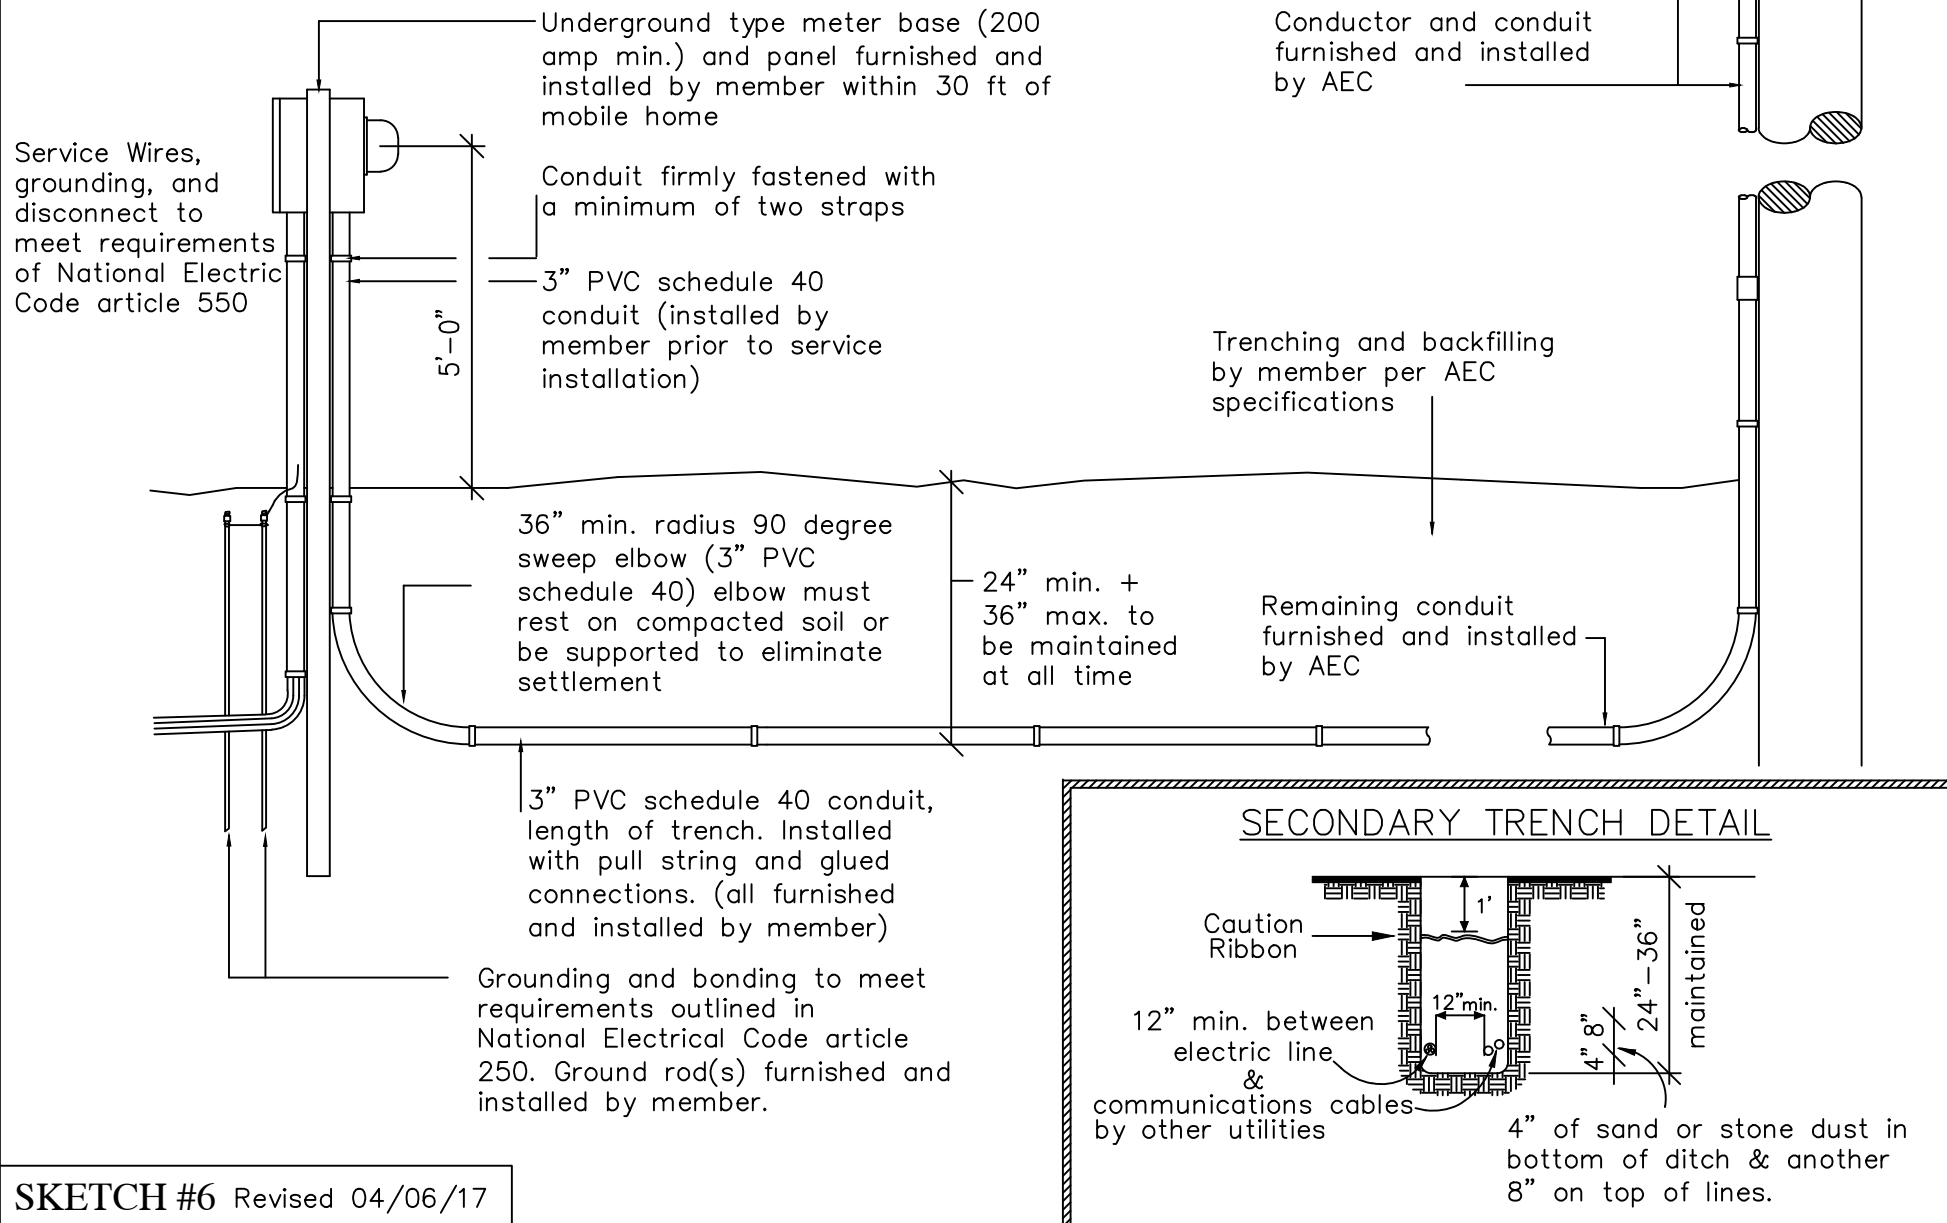 Underground type meter base (200
amp min.) and panel furnished and
installed by member within 30 ft of
mobile home
Conductor and conduit
furnished and installed
by AEC
Service Wires,
grounding, and
disconnect to
meet requirements
of National Electric
Code article 550
Conduit firmly fastened with
a minimum of two straps
3” PVC schedule 40
conduit (installed by
member prior to service
installation)
5’-0”
Trenching and backfilling
by member per AEC
specifications
36” min. radius 90 degree
sweep elbow (3” PVC
schedule 40) elbow must
rest on compacted soil or
be supported to eliminate
settlement
24” min. +
36” max. to
be maintained
at all time
Remaining conduit
furnished and installed
by AEC
3” PVC schedule 40 conduit,
length of trench. Installed
with pull string and glued
connections. (all furnished
and installed by member)
Grounding and bonding to meet
requirements outlined in
National Electrical Code article
250. Ground rod(s) furnished and
installed by member.
SECONDARY TRENCH DETAIL
1’
Caution
Ribbon
12”min.
12” min. between
electric line
&
communications cables
by other utilities
4” 8”
24”-36”
maintained
4” of sand or stone dust in
bottom of ditch & another
8” on top of lines.
SKETCH #6 Revised 04/06/17